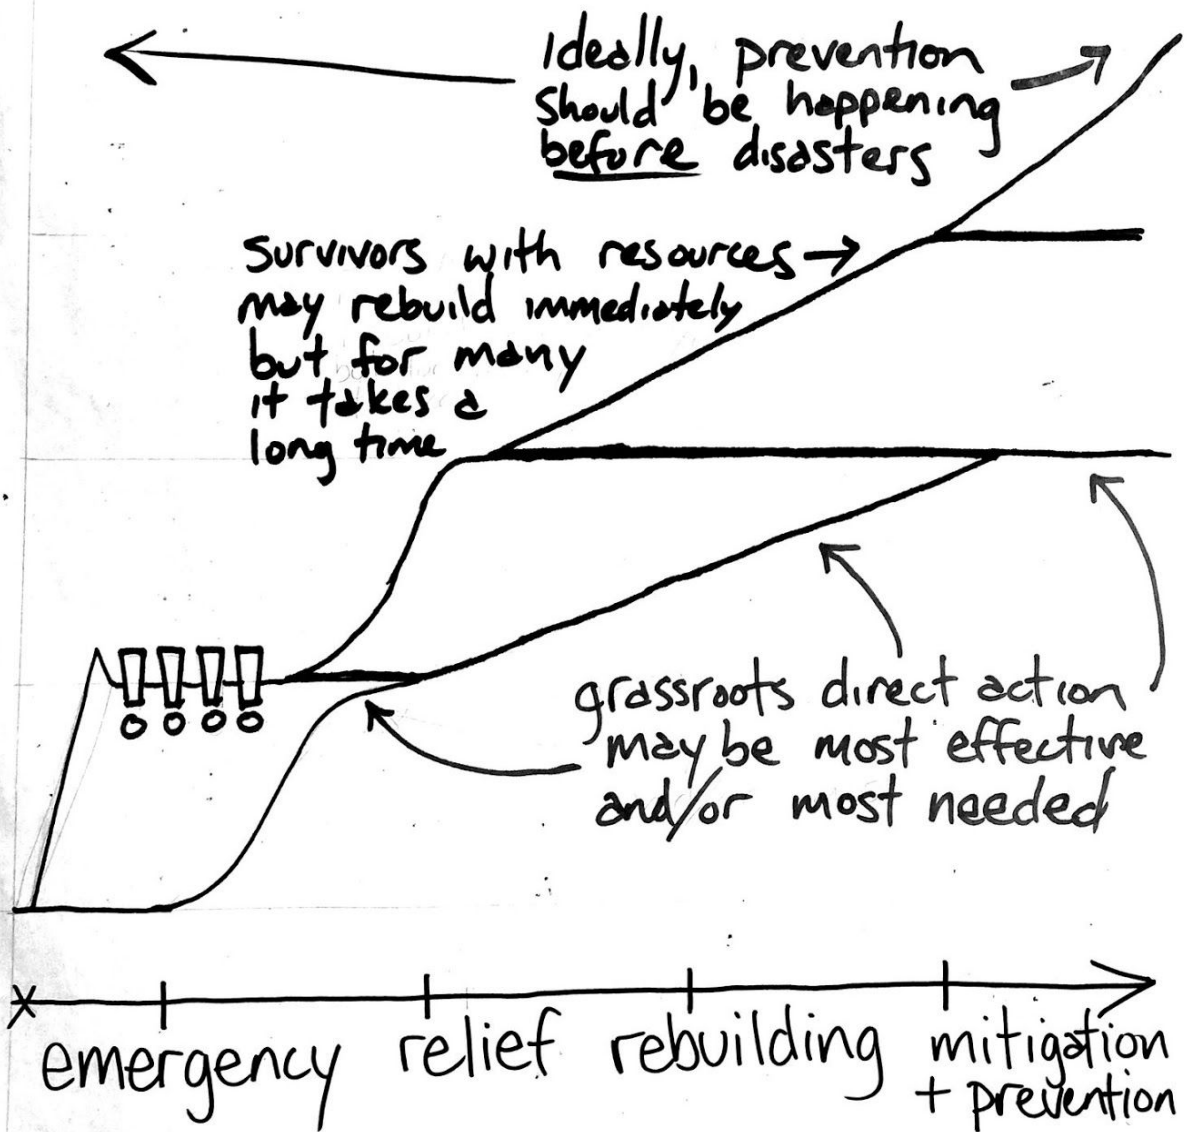 Ideally, prevention
should be happening
before disasters
survivors with resources
may rebuild immediately
but for many
it takes a
long time
! ! ! !
grassroots direct action
may be most effective
and/or most needed
emergency relief rebuilding mitigation
+ prevention